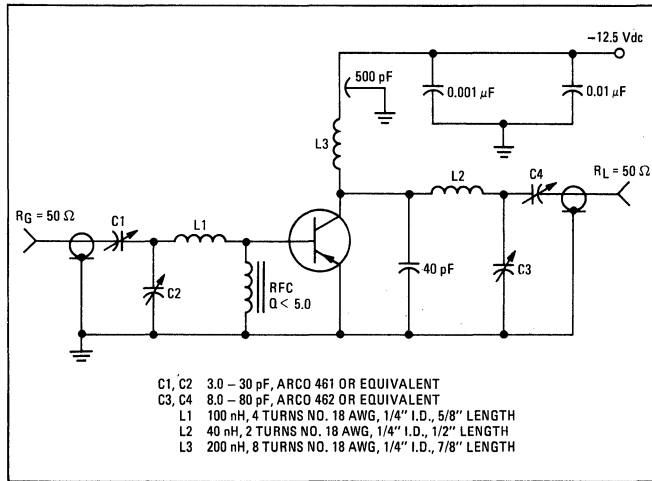 −12.5 Vdc
500 pF
0.001 μF
0.01 μF
L3
L2
C4
RL = 50 Ω
RG = 50 Ω
C1
L1
C2
RFC
Q < 5.0
40 pF
C3
C1, C2 3.0 – 30 pF, ARCO 461 OR EQUIVALENT
C3, C4 8.0 – 80 pF, ARCO 462 OR EQUIVALENT
L1 100 nH, 4 TURNS NO. 18 AWG, 1/4" I.D., 5/8" LENGTH
L2 40 nH, 2 TURNS NO. 18 AWG, 1/4" I.D., 1/2" LENGTH
L3 200 nH, 8 TURNS NO. 18 AWG, 1/4" I.D., 7/8" LENGTH